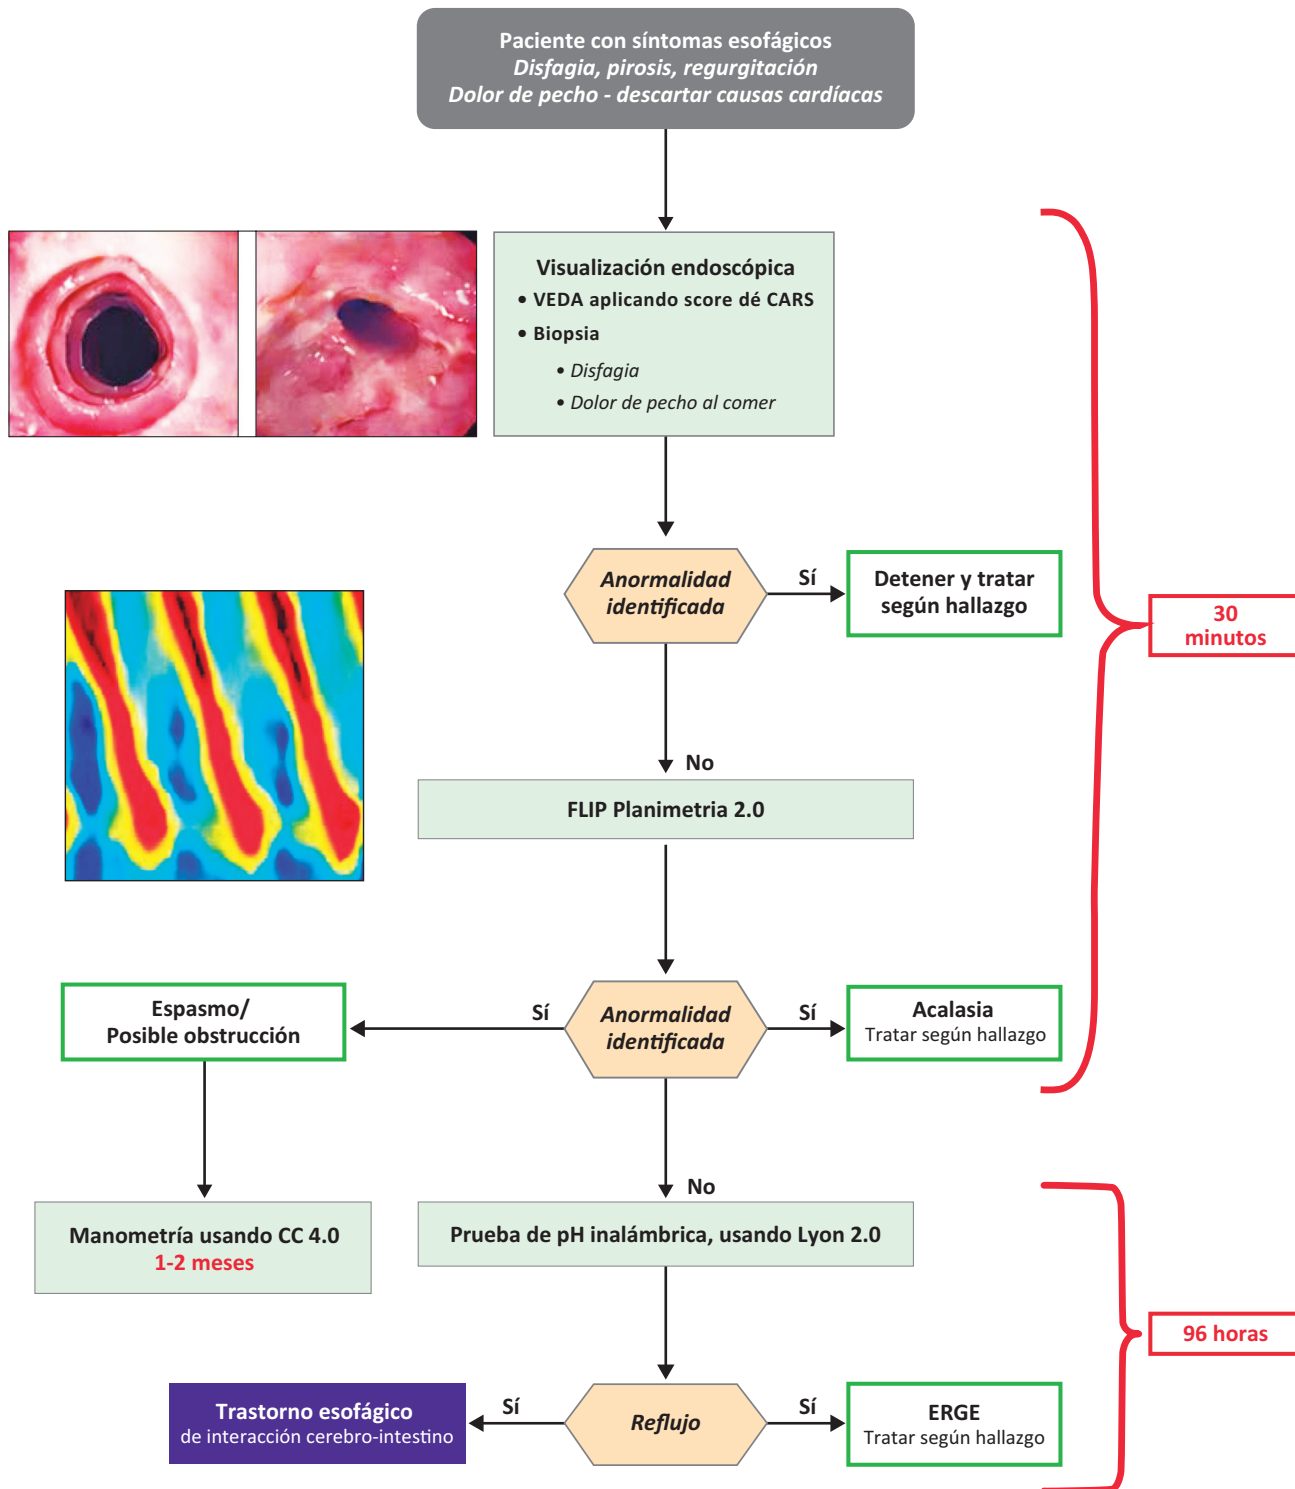 Paciente con síntomas esofágicos
Disfagia, pirosis, regurgitación
Dolor de pecho - descartar causas cardíacas
Visualización endoscópica
• VEDA aplicando score dé CARS
• Biopsia
• Disfagia
• Dolor de pecho al comer
Anormalidad
identificada
Sí
Detener y tratar
según hallazgo
30
minutos
No
FLIP Planimetria 2.0
Espasmo/
Posible obstrucción
Sí
Anormalidad
identificada
Sí
Acalasia
Tratar según hallazgo
No
Manometría usando CC 4.0
1-2 meses
Prueba de pH inalámbrica, usando Lyon 2.0
96 horas
Trastorno esofágico
de interacción cerebro-intestino
Sí
Reflujo
Sí
ERGE
Tratar según hallazgo